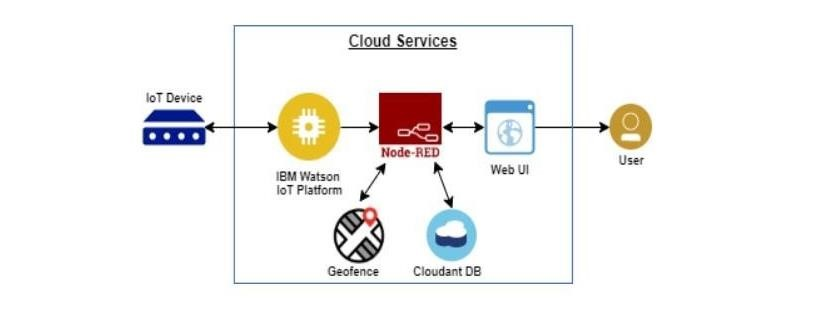 Cloud Services
IoT Device
IBM Watson
IoT Platform
Node-RED
Web UI
User
Geofence
Cloudant DB